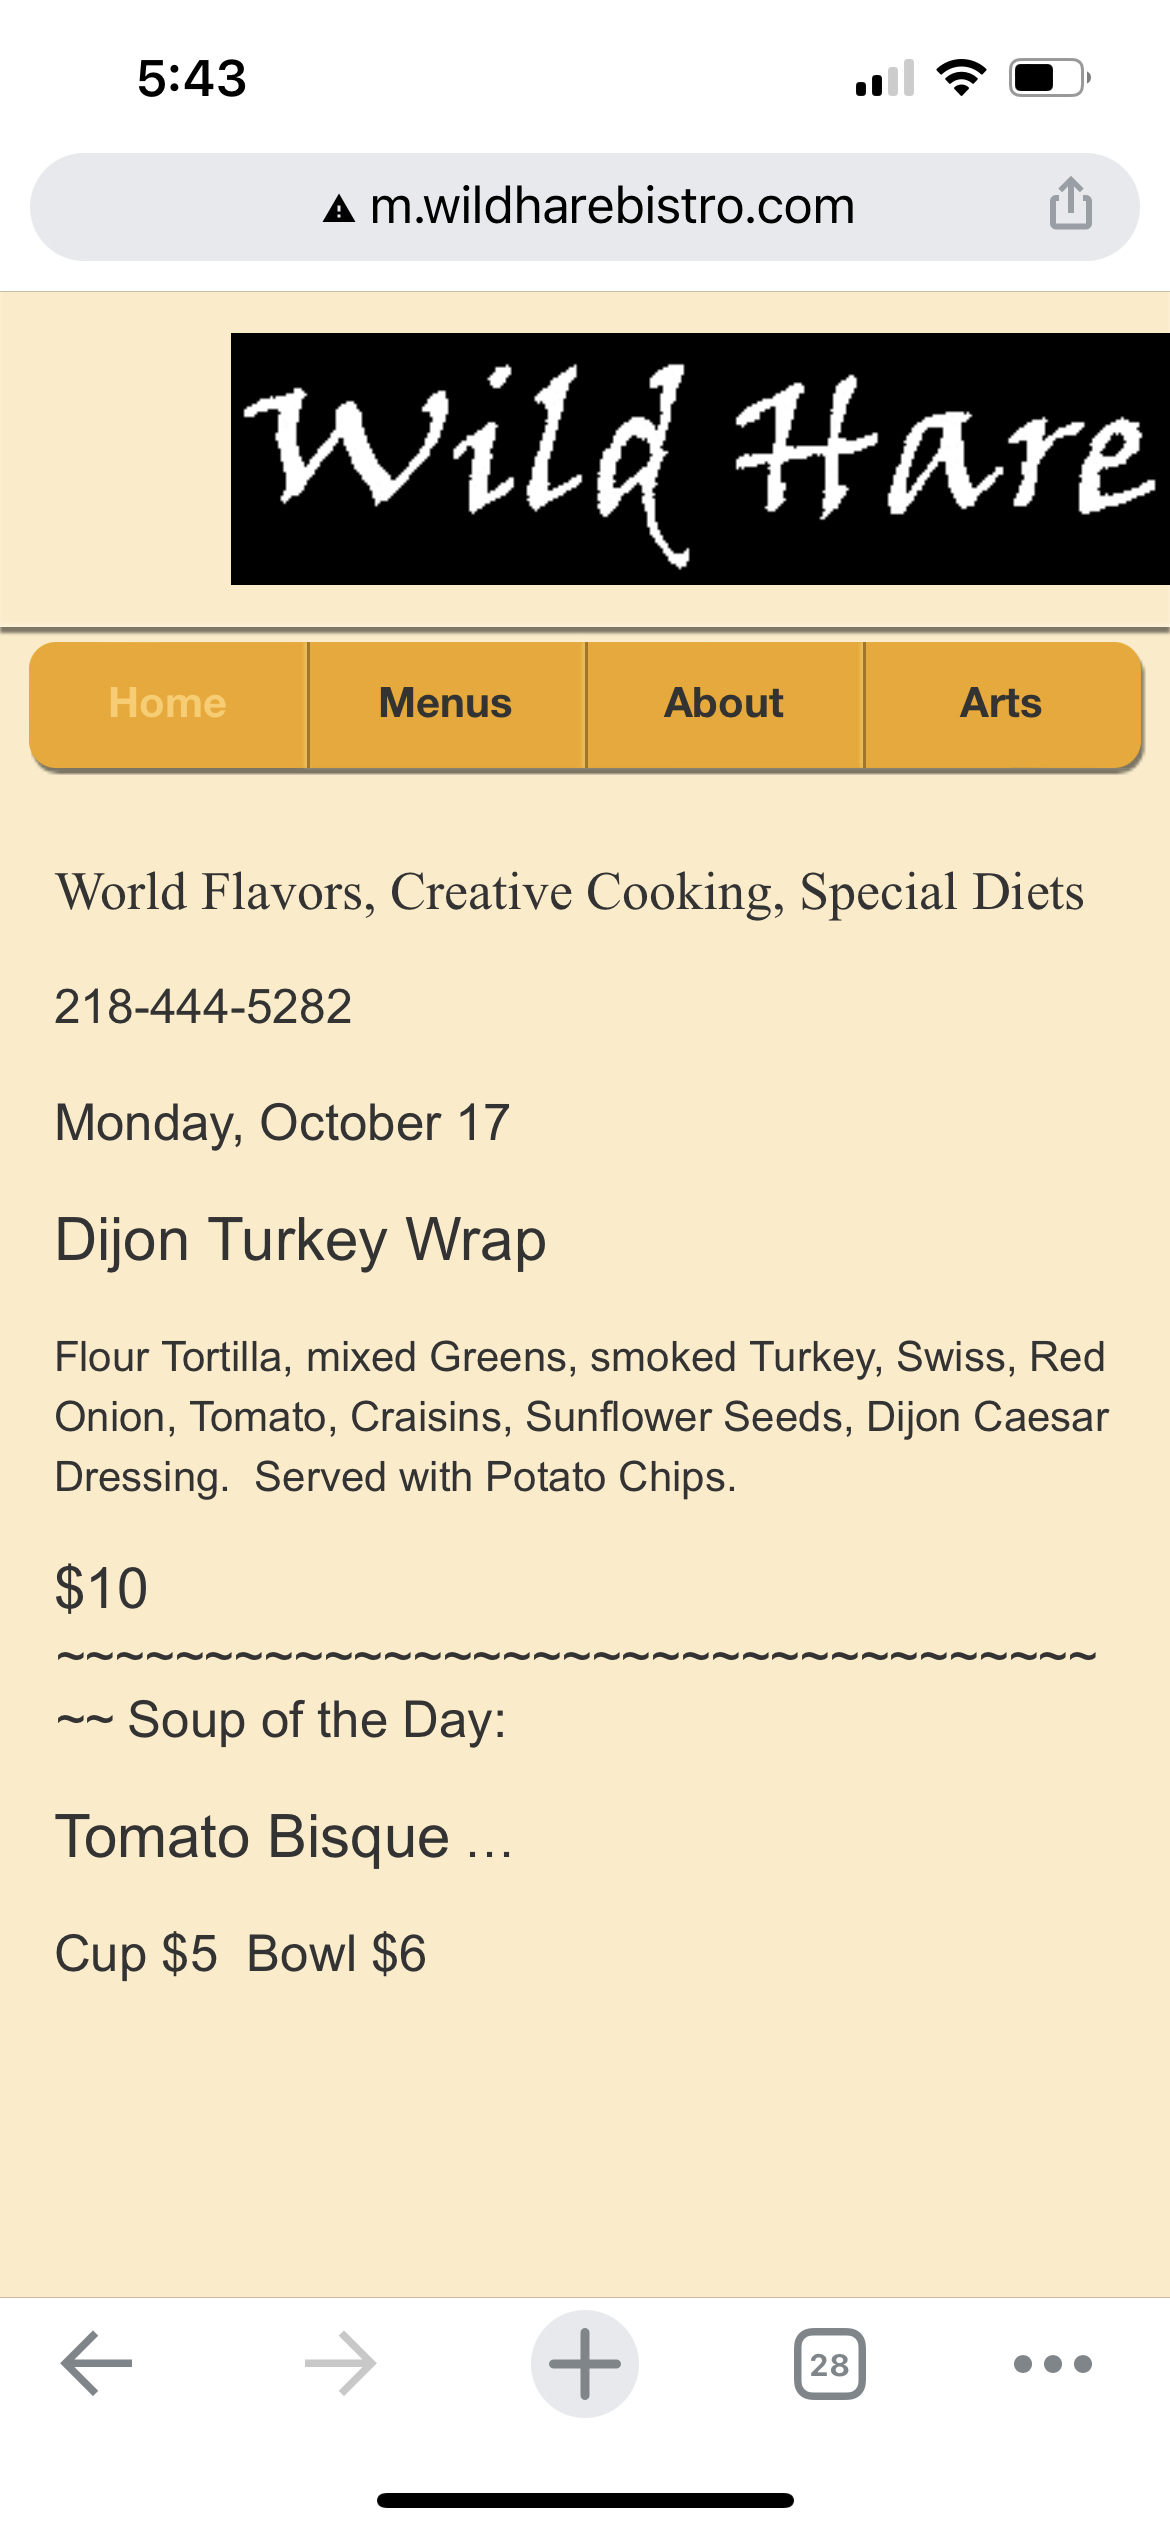 5:43
m.wildharebistro.com
Wild Hare
Home Menus About Arts
World Flavors, Creative Cooking, Special Diets
218-444-5282
Monday, October 17
Dijon Turkey Wrap
Flour Tortilla, mixed Greens, smoked Turkey, Swiss, Red
Onion, Tomato, Craisins, Sunflower Seeds, Dijon Caesar
Dressing.  Served with Potato Chips.
$10
~~~~~~~~~~~~~~~~~~~~~~~~~~~~~~~~~~~
~~ Soup of the Day:
Tomato Bisque ...
Cup $5  Bowl $6
28